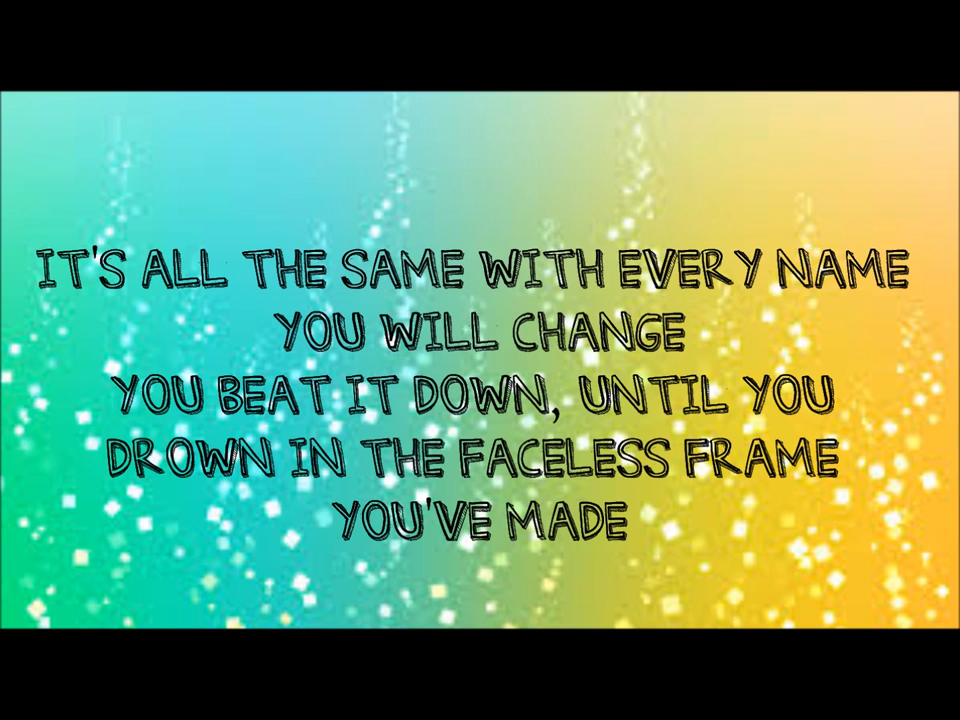 IT'S ALL THE SAME WITH EVERY NAME
YOU WILL CHANGE
YOU BEAT IT DOWN, UNTIL YOU
DROWN IN THE FACELESS FRAME
YOU'VE MADE